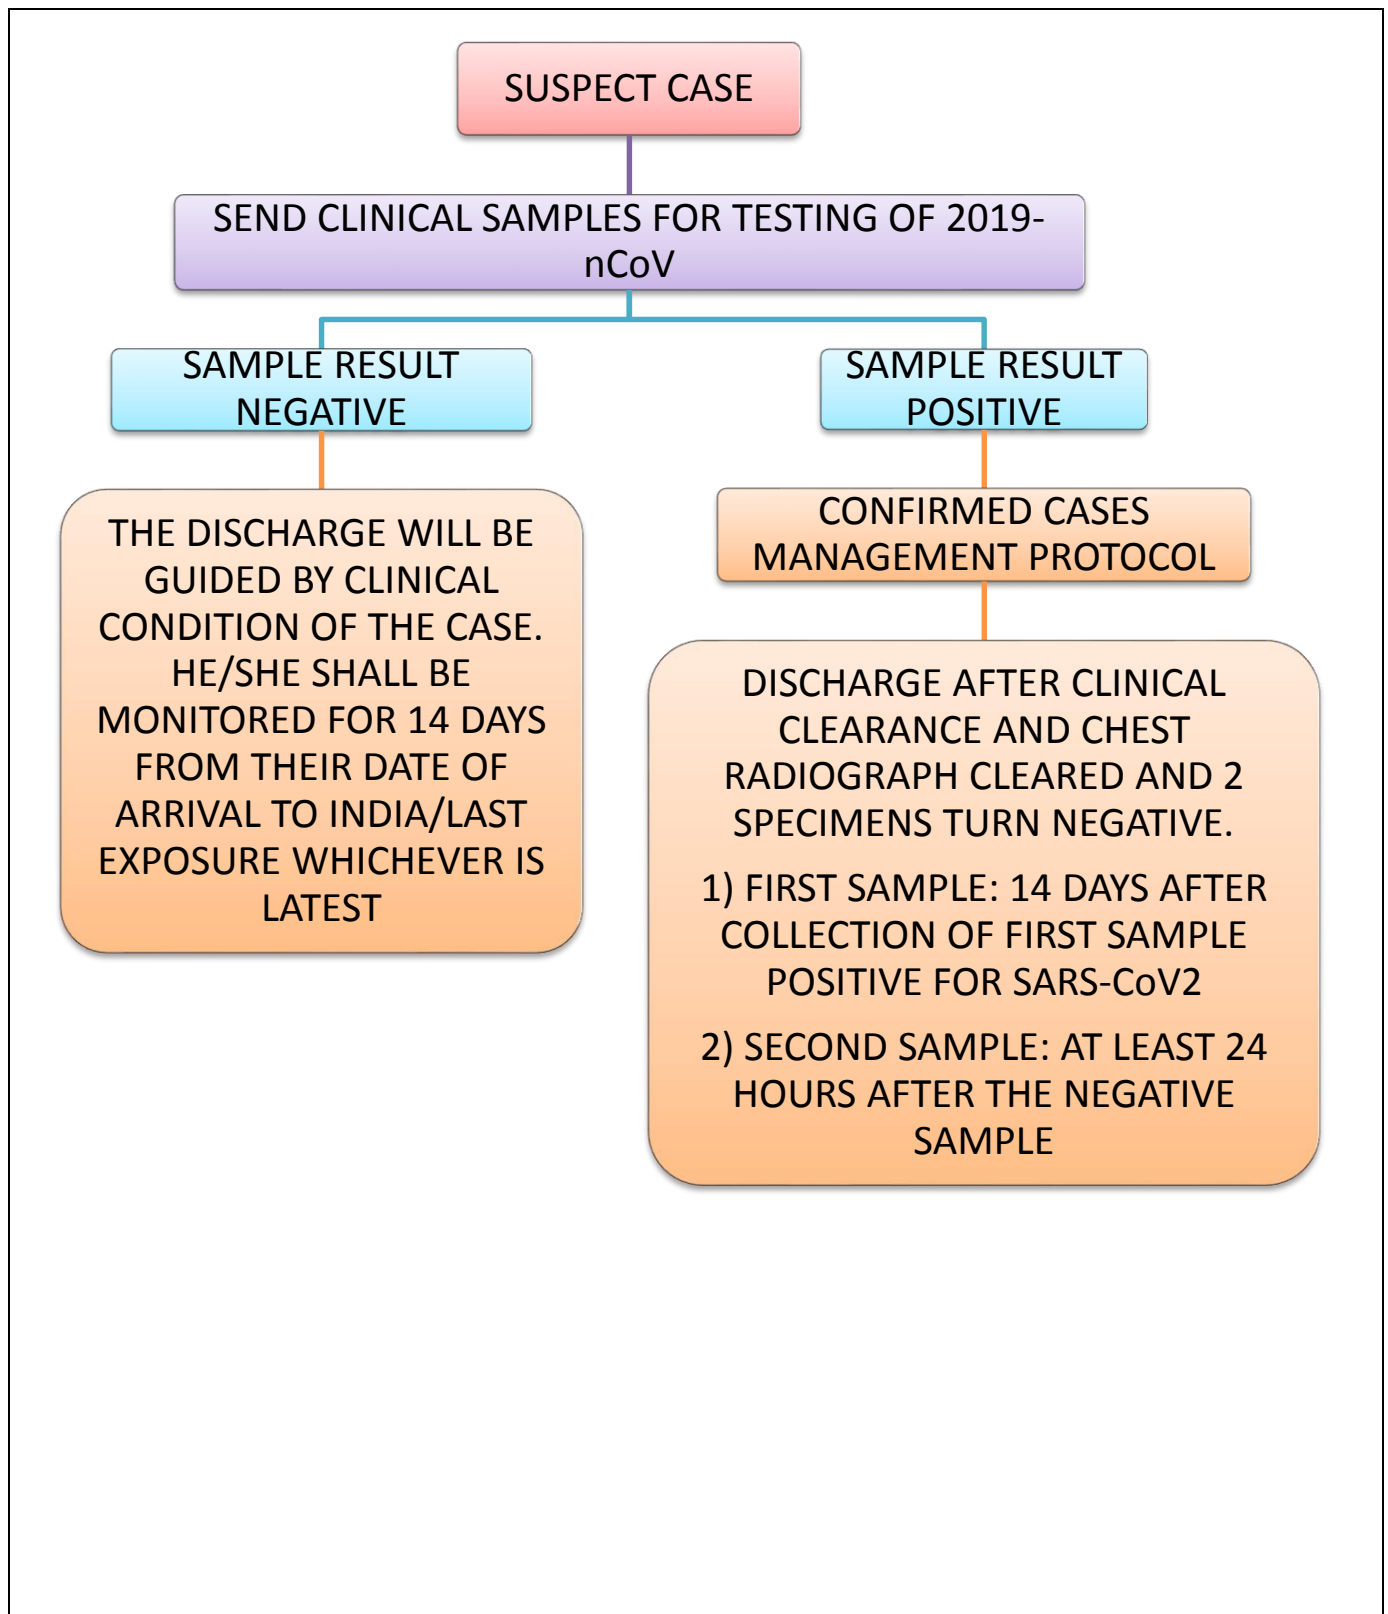 SUSPECT CASE
SEND CLINICAL SAMPLES FOR TESTING OF 2019-
nCoV
SAMPLE RESULT
NEGATIVE
THE DISCHARGE WILL BE
GUIDED BY CLINICAL
CONDITION OF THE CASE.
HE/SHE SHALL BE
MONITORED FOR 14 DAYS
FROM THEIR DATE OF
ARRIVAL TO INDIA/LAST
EXPOSURE WHICHEVER IS
LATEST
SAMPLE RESULT
POSITIVE
CONFIRMED CASES
MANAGEMENT PROTOCOL
DISCHARGE AFTER CLINICAL
CLEARANCE AND CHEST
RADIOGRAPH CLEARED AND 2
SPECIMENS TURN NEGATIVE.
1) FIRST SAMPLE: 14 DAYS AFTER
COLLECTION OF FIRST SAMPLE
POSITIVE FOR SARS-CoV2
2) SECOND SAMPLE: AT LEAST 24
HOURS AFTER THE NEGATIVE
SAMPLE